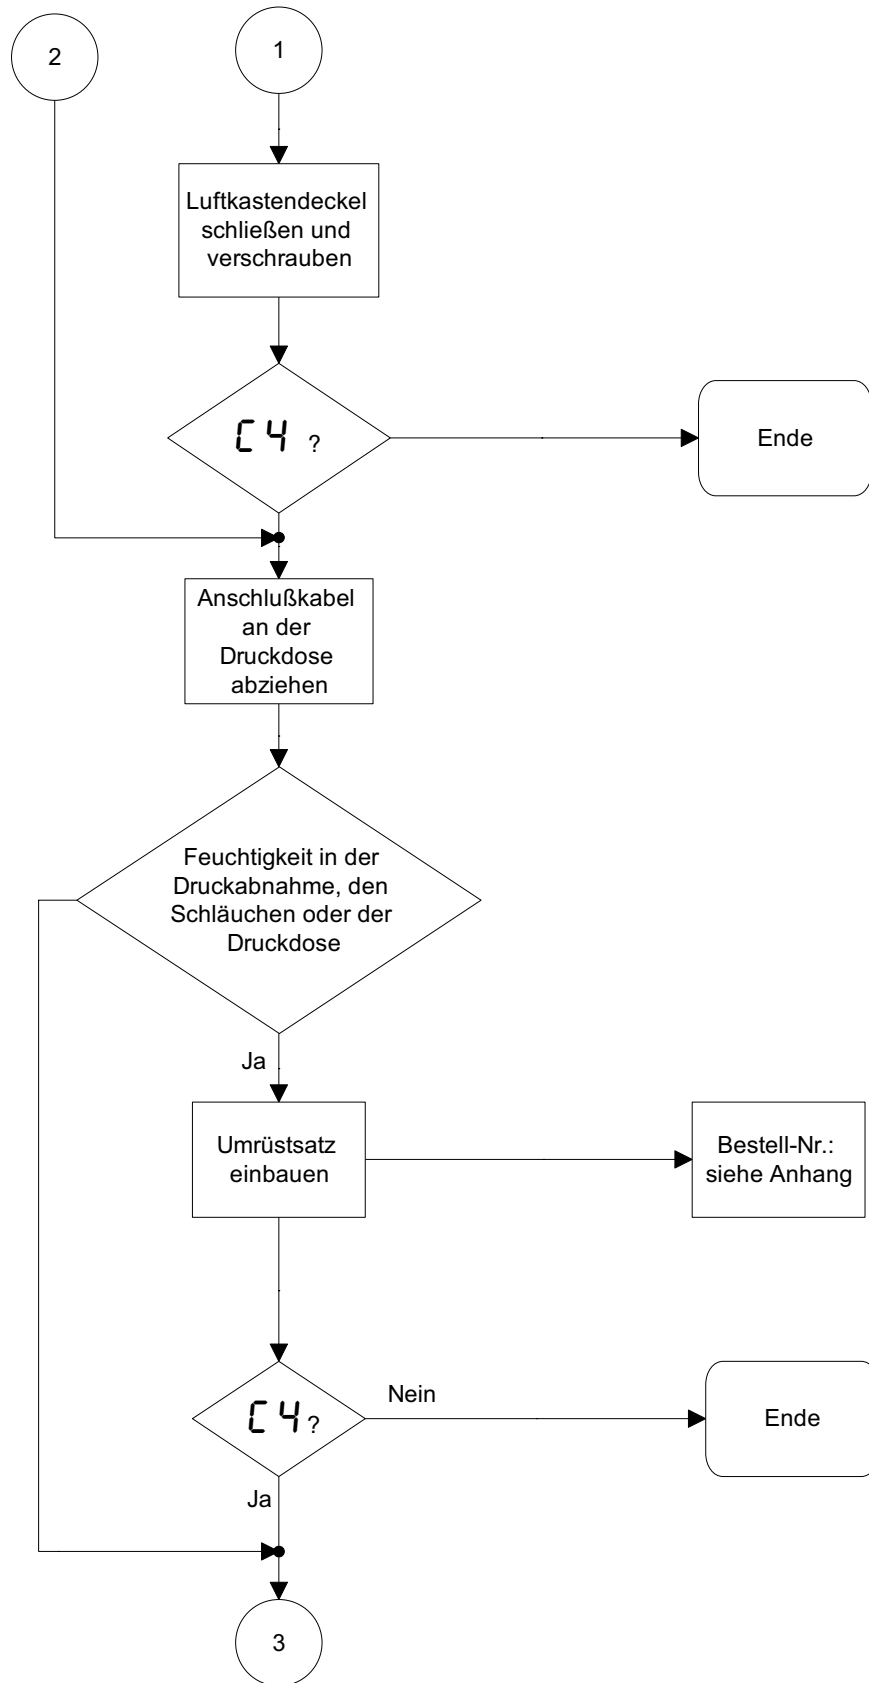 2
1
Luftkastendeckel
schließen und
verschrauben
C4 ?
Ende
Anschlußkabel
an der
Druckdose
abziehen
Feuchtigkeit in der
Druckabnahme, den
Schläuchen oder der
Druckdose
Ja
Umrüstsatz
einbauen
Bestell-Nr.:
siehe Anhang
C4 ?
Nein
Ende
Ja
3